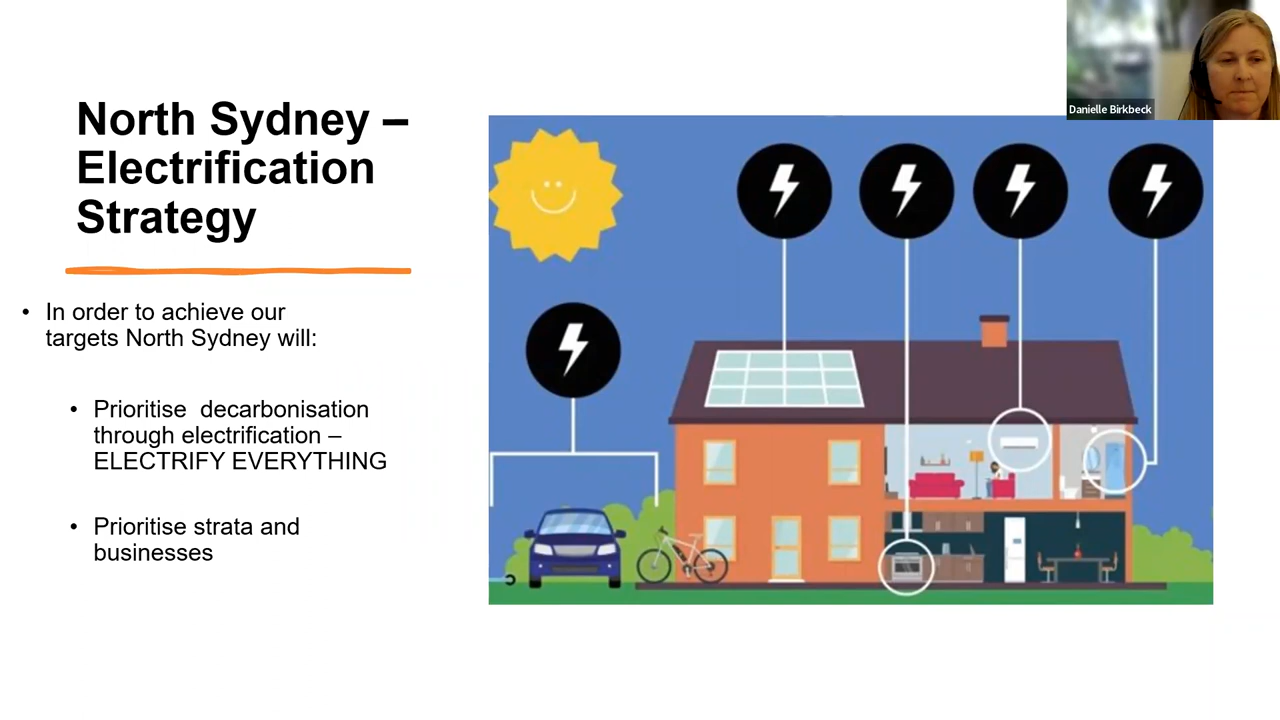 North Sydney –
Electrification
Strategy
• In order to achieve our
targets North Sydney will:
• Prioritise  decarbonisation
through electrification –
ELECTRIFY EVERYTHING
• Prioritise strata and
businesses
Danielle Birkbeck